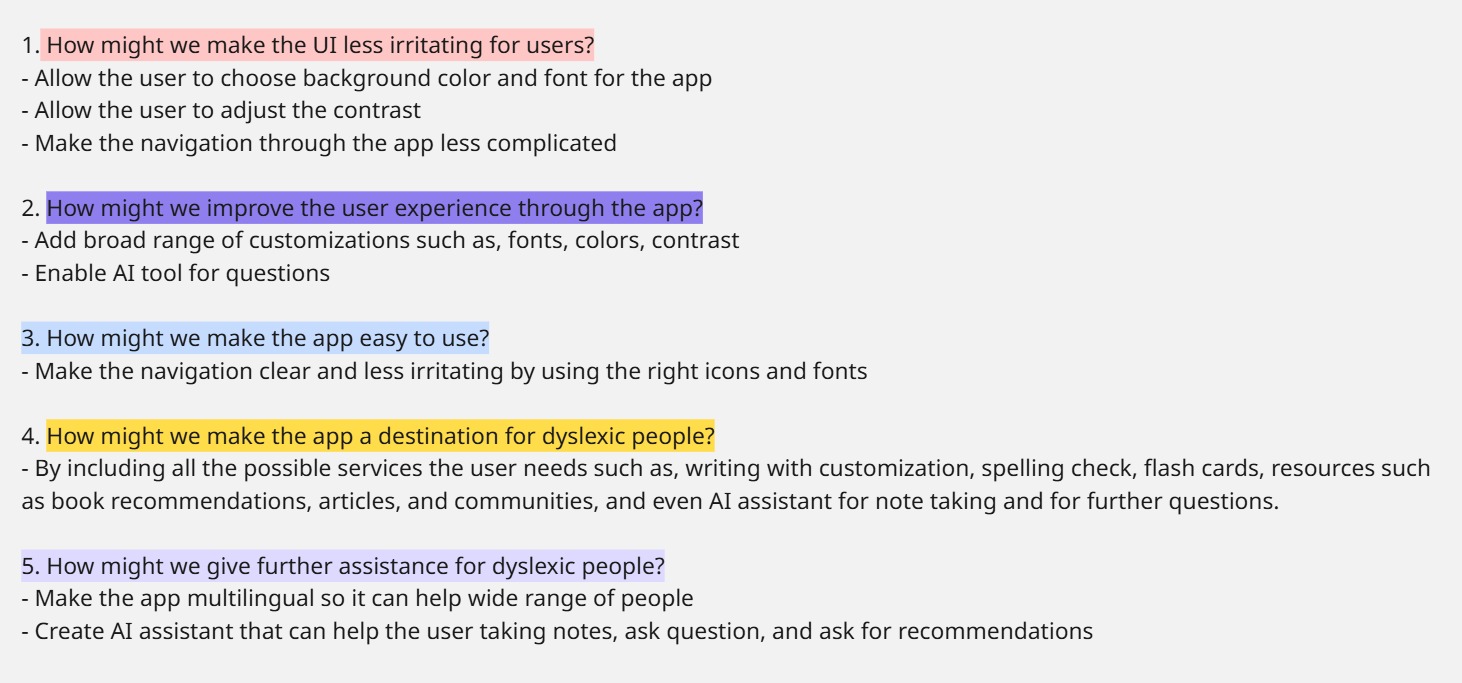 1. How might we make the UI less irritating for users?
- Allow the user to choose background color and font for the app
- Allow the user to adjust the contrast
- Make the navigation through the app less complicated
2. How might we improve the user experience through the app?
- Add broad range of customizations such as, fonts, colors, contrast
- Enable AI tool for questions
3. How might we make the app easy to use?
- Make the navigation clear and less irritating by using the right icons and fonts
4. How might we make the app a destination for dyslexic people?
- By including all the possible services the user needs such as, writing with customization, spelling check, flash cards, resources such
as book recommendations, articles, and communities, and even AI assistant for note taking and for further questions.
5. How might we give further assistance for dyslexic people?
- Make the app multilingual so it can help wide range of people
- Create AI assistant that can help the user taking notes, ask question, and ask for recommendations